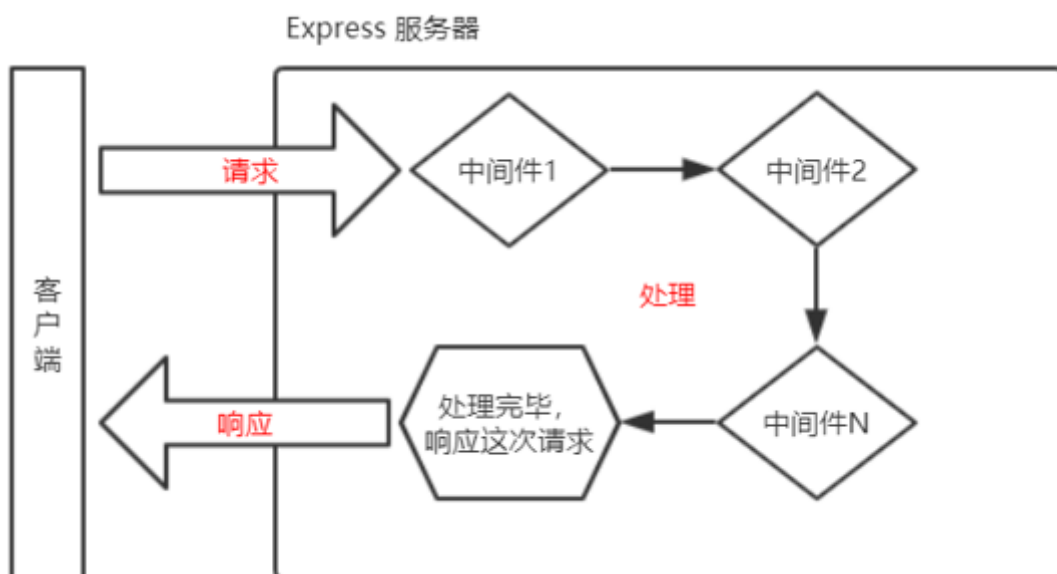 Express 服务器
请求
中间件1
中间件2
客
户
端
处理
响应
处理完毕，
响应这次请求
中间件N